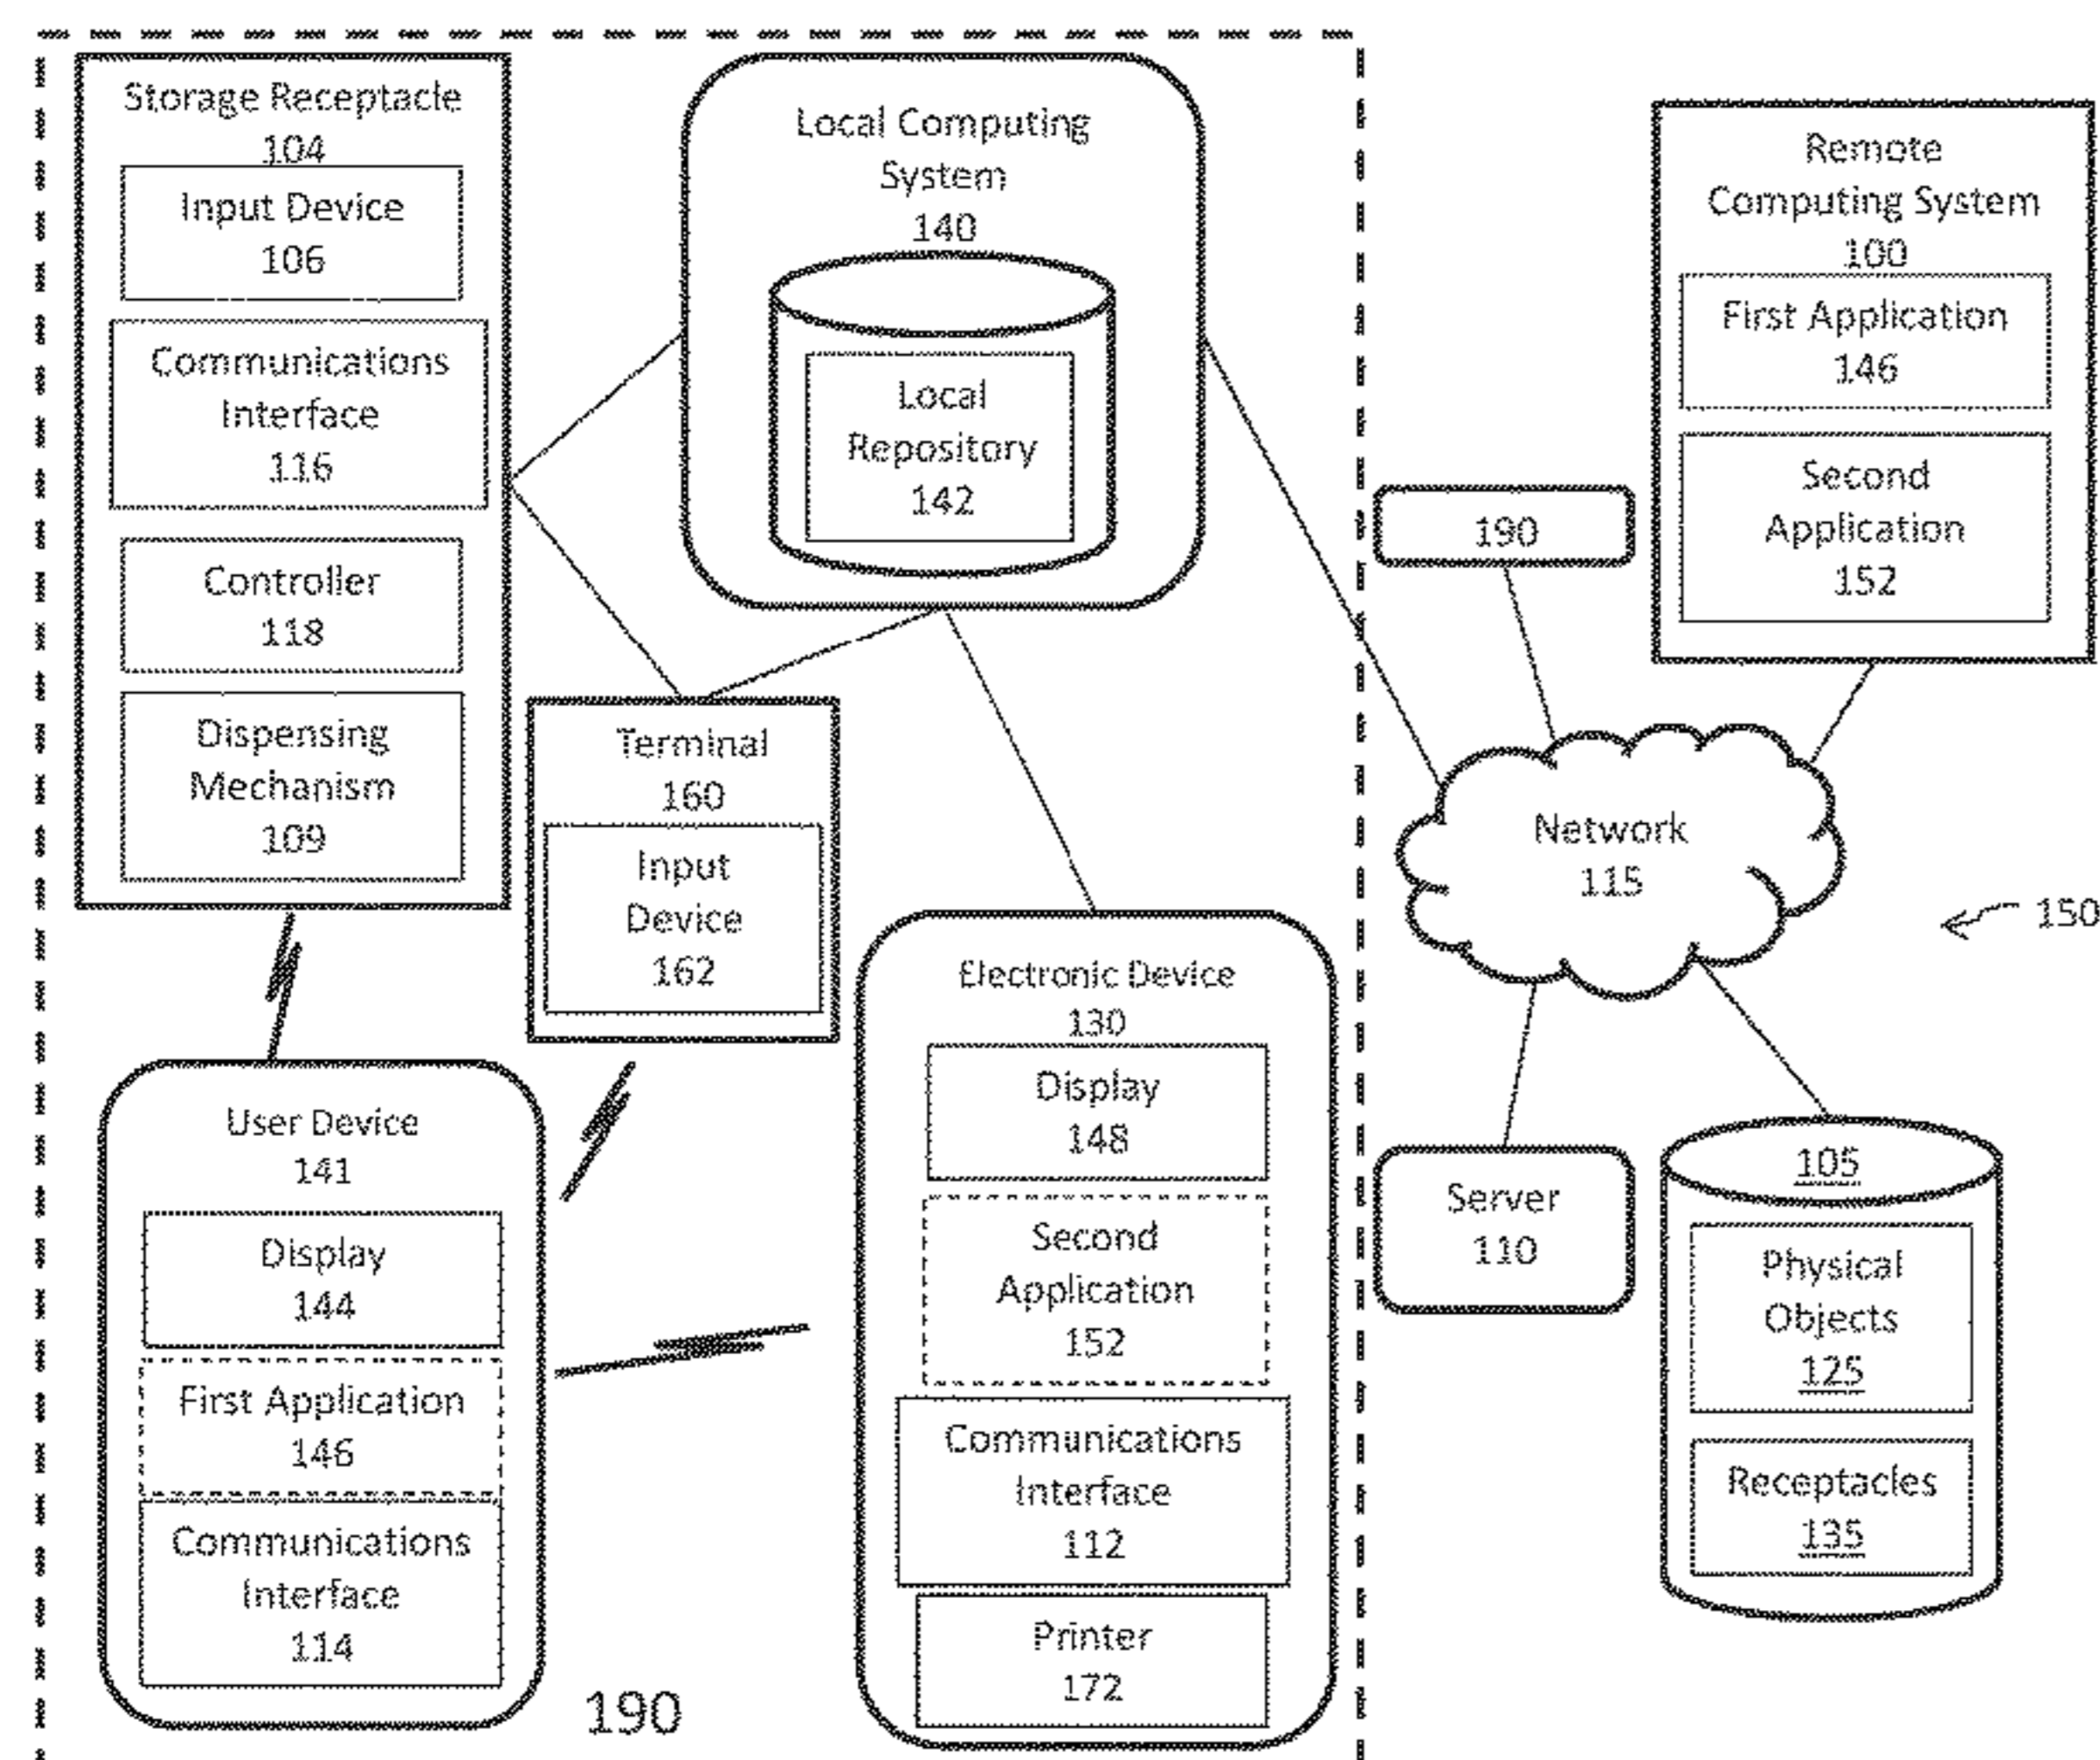 Storage Receptacle
104
Input Device
106
Communications
Interface
116
Controller
118
Dispensing
Mechanism
109
Local Computing
System
140
Local
Repository
142
Remote
Computing System
100
First Application
146
Second
Application
152
190
Terminal
160
Input
Device
162
Network
115
150
Electronic Device
130
Display
148
Second
Application
152
Communications
Interface
112
Printer
172
User Device
141
Display
144
First Application
146
Communications
Interface
114
190
Server
110
105
Physical
Objects
125
Receptacles
135